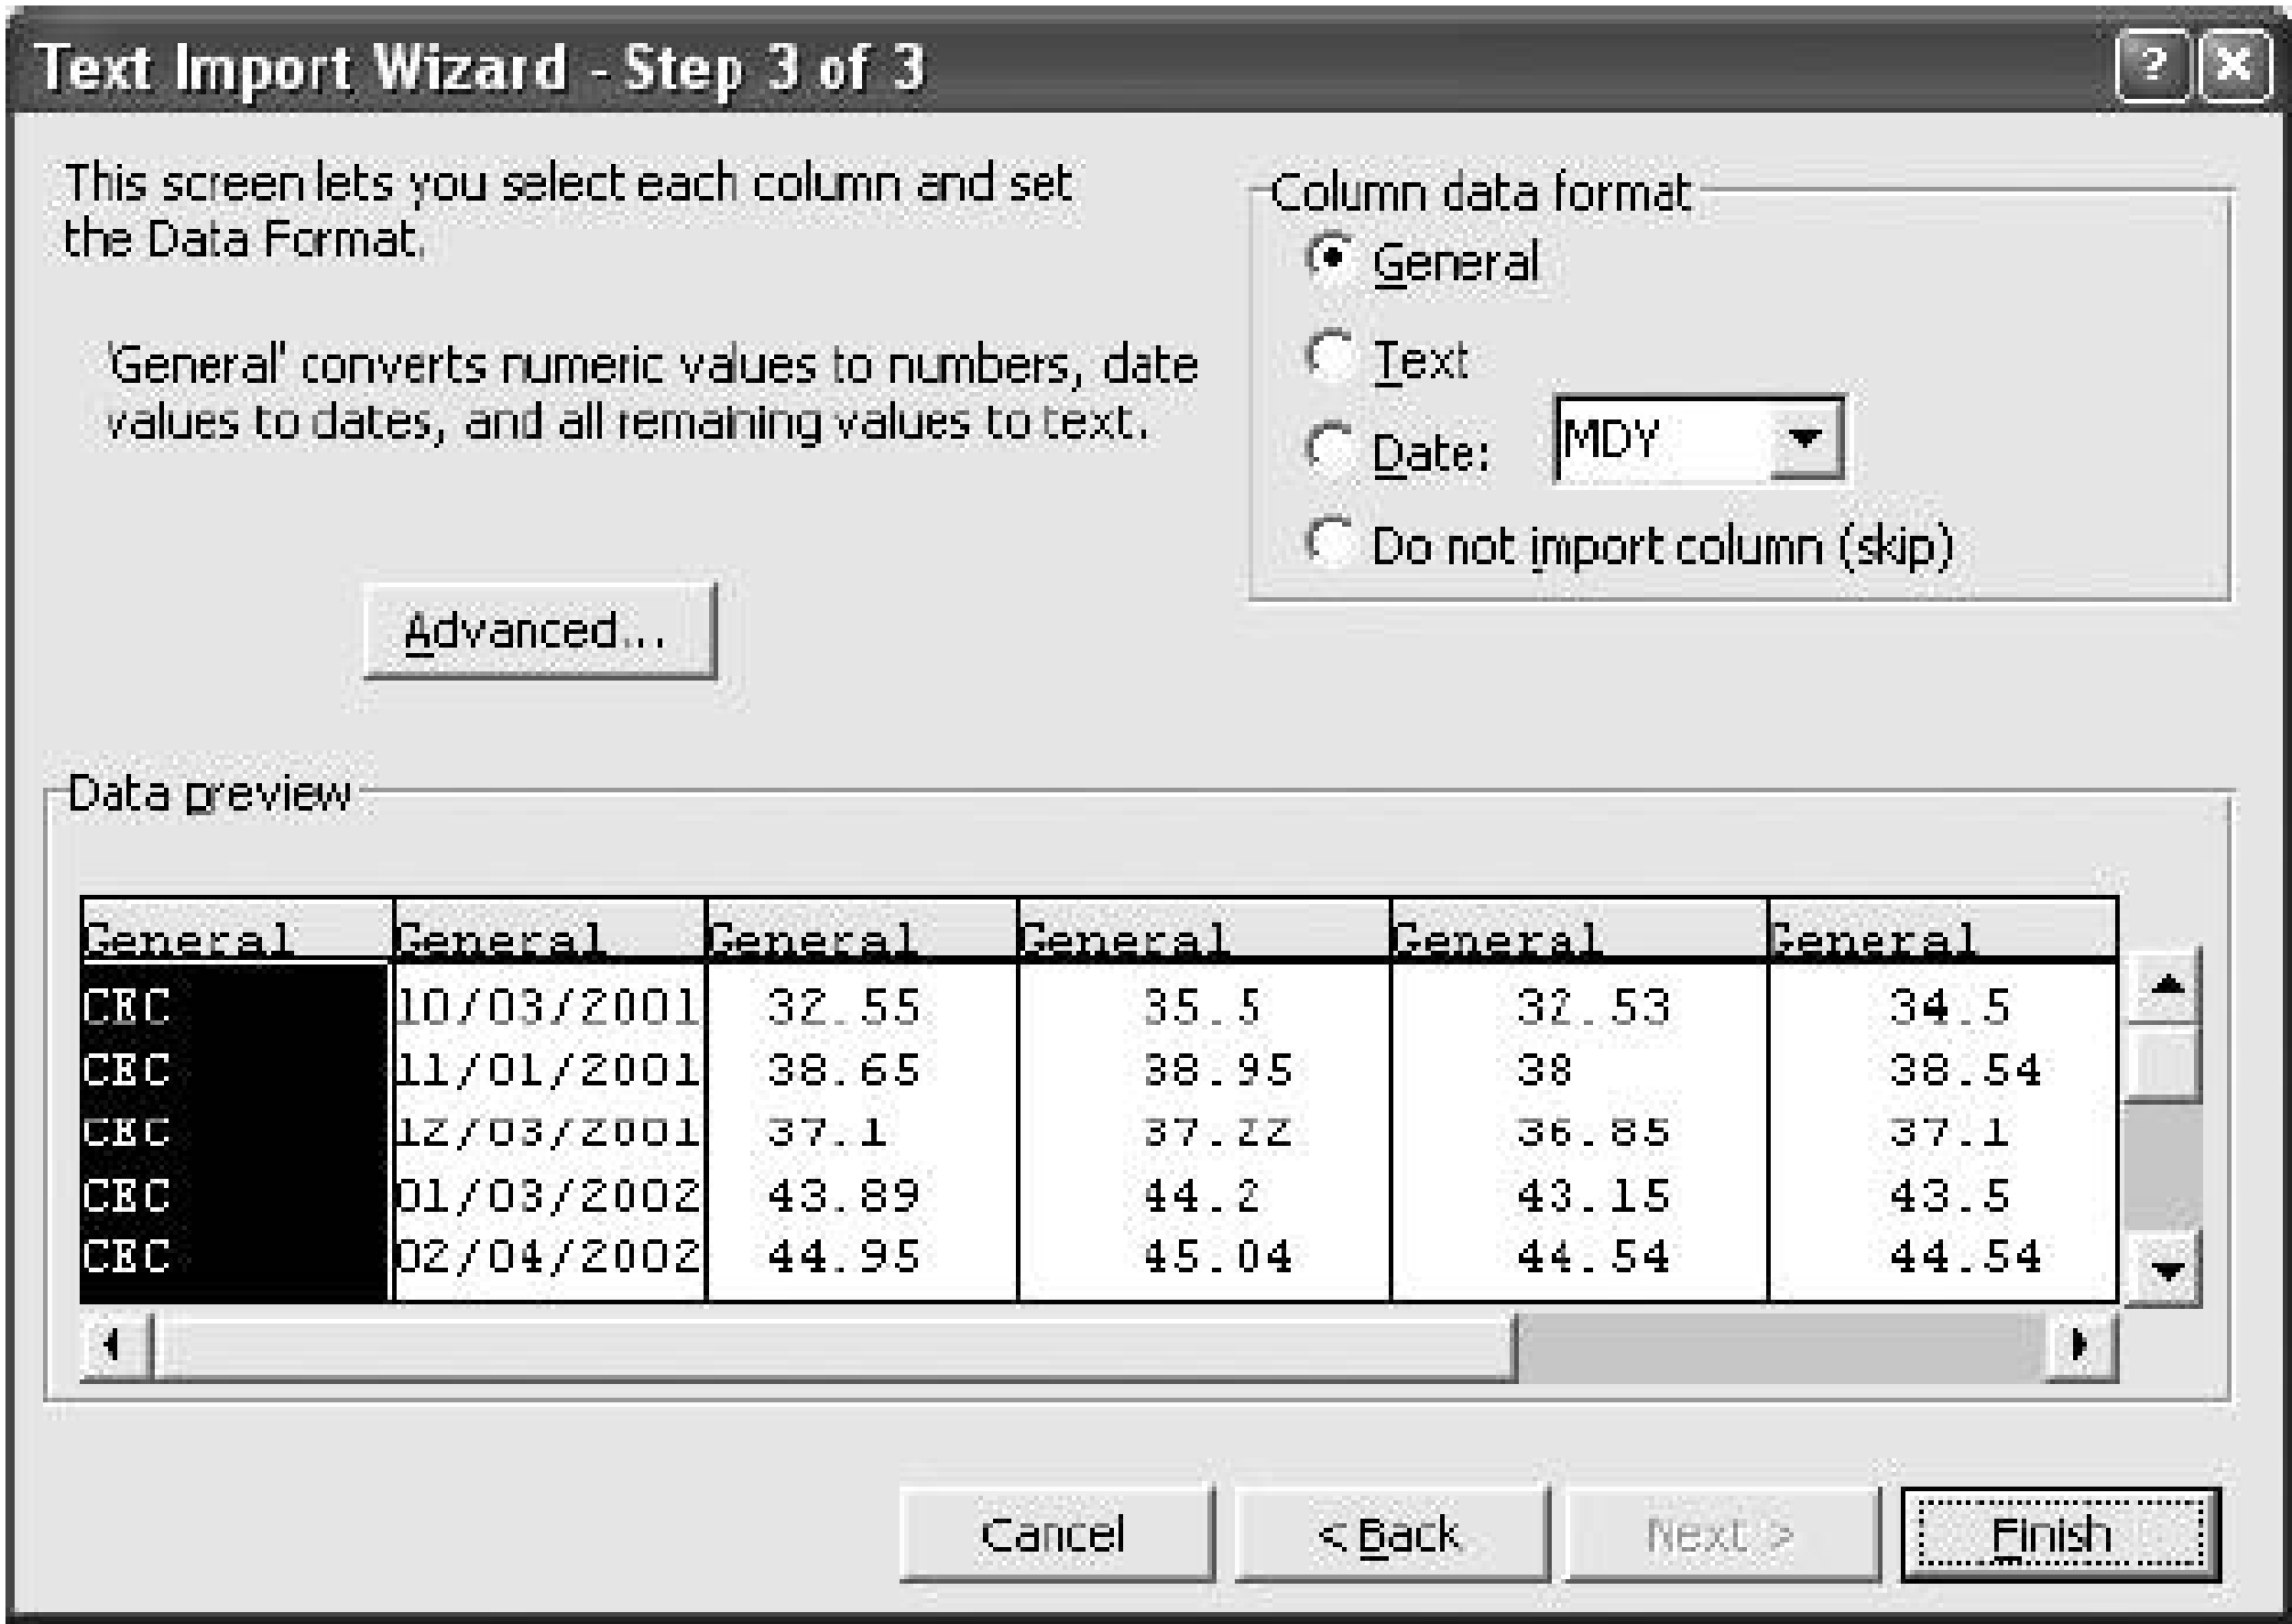 Text Import Wizard - Step 3 of 3
This screen lets you select each column and set
the Data Format.
'General' converts numeric values to numbers, date
values to dates, and all remaining values to text.
Advanced...
Column data format
General
Text
Date: MDY
Do not import column (skip)
Data preview
General General General General General General
CEC 10/03/2001 32.55 35.5 32.53 34.5
CEC 11/01/2001 38.65 38.95 38 38.54
CEC 12/03/2001 37.1 37.22 36.85 37.1
CEC 01/03/2002 43.89 44.2 43.15 43.5
CEC 02/04/2002 44.95 45.04 44.54 44.54
Cancel < Back Next > Finish